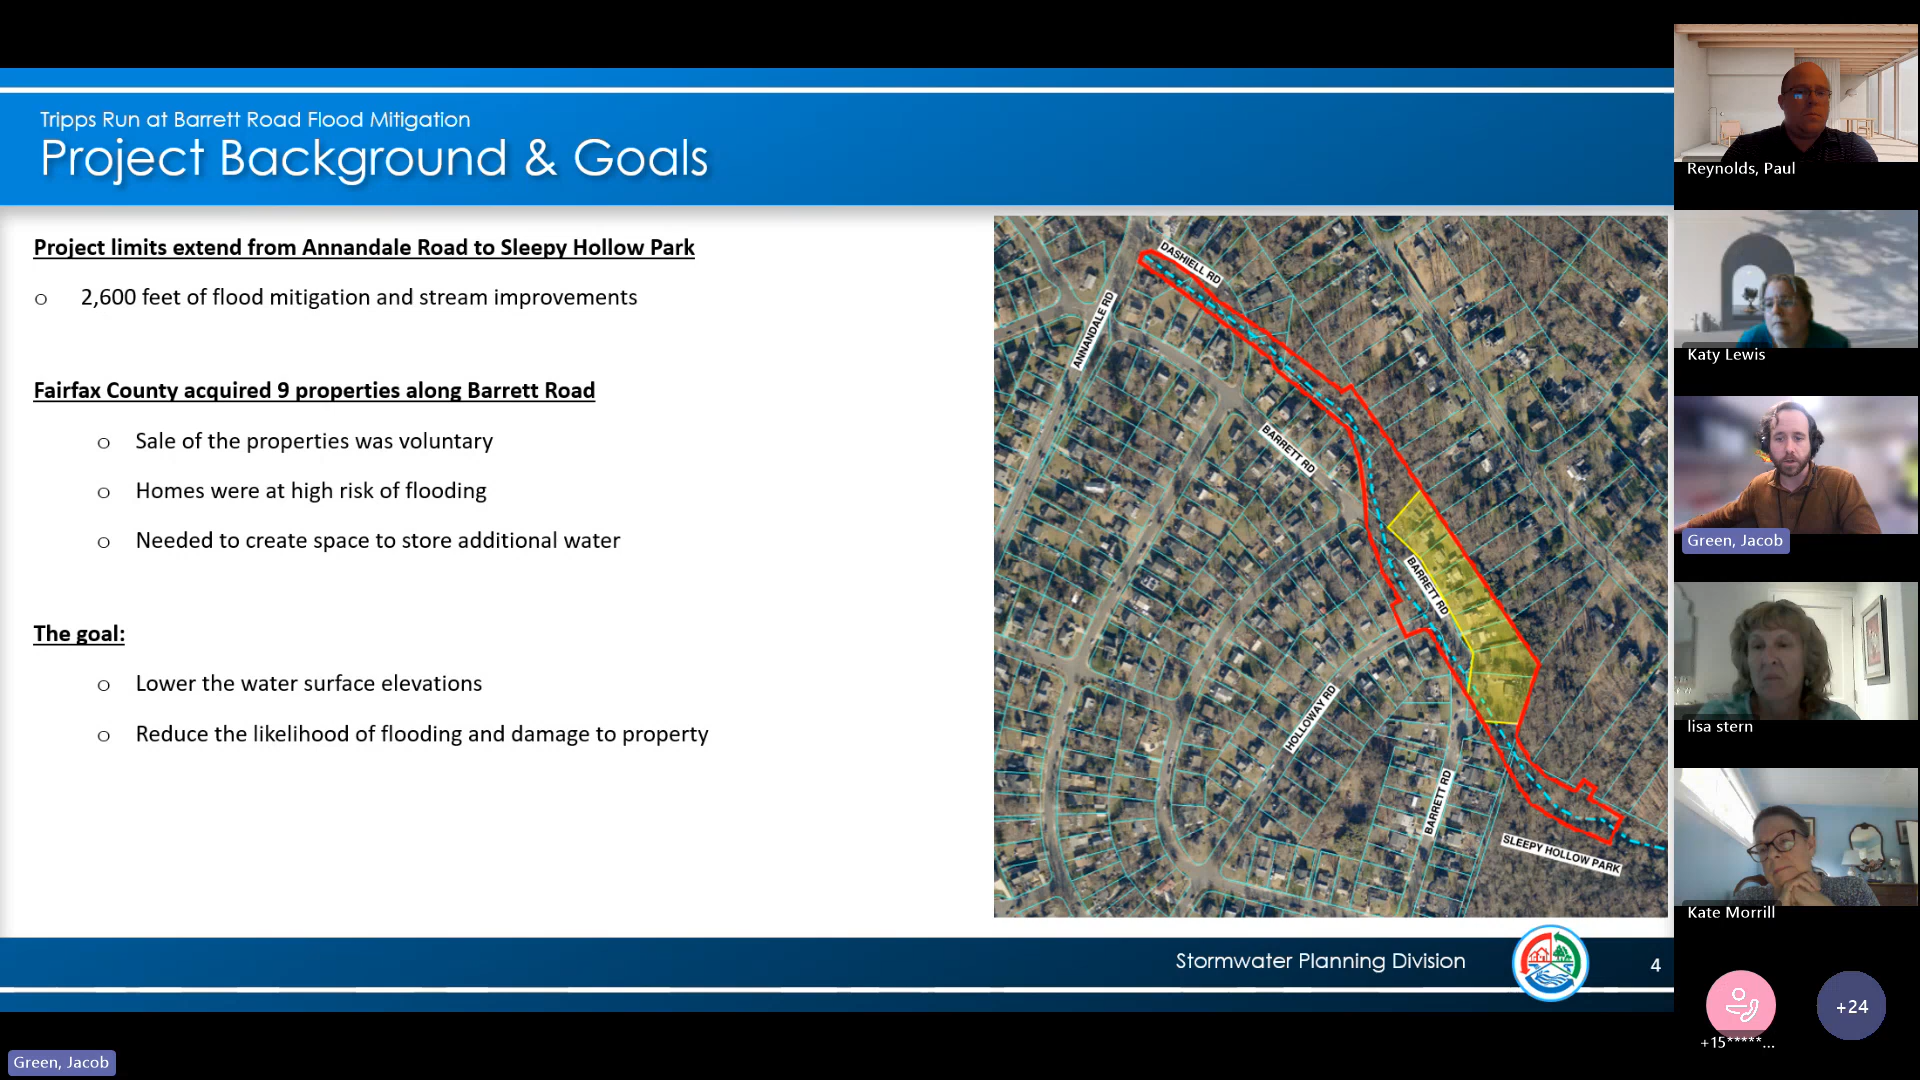 Tripps Run at Barrett Road Flood Mitigation
Project Background & Goals
Project limits extend from Annandale Road to Sleepy Hollow Park
o 2,600 feet of flood mitigation and stream improvements
Fairfax County acquired 9 properties along Barrett Road
o Sale of the properties was voluntary
o Homes were at high risk of flooding
o Needed to create space to store additional water
The goal:
o Lower the water surface elevations
o Reduce the likelihood of flooding and damage to property
DASHIELL RD
ANNANDALE RD
BARRETT RD
BARRETT RD
HOLLOWAY RD
BARRETT RD
SLEEPY HOLLOW PARK
Stormwater Planning Division
4
Reynolds, Paul
Katy Lewis
Green, Jacob
lisa stern
Kate Morrill
+15*****...
+24
Green, Jacob